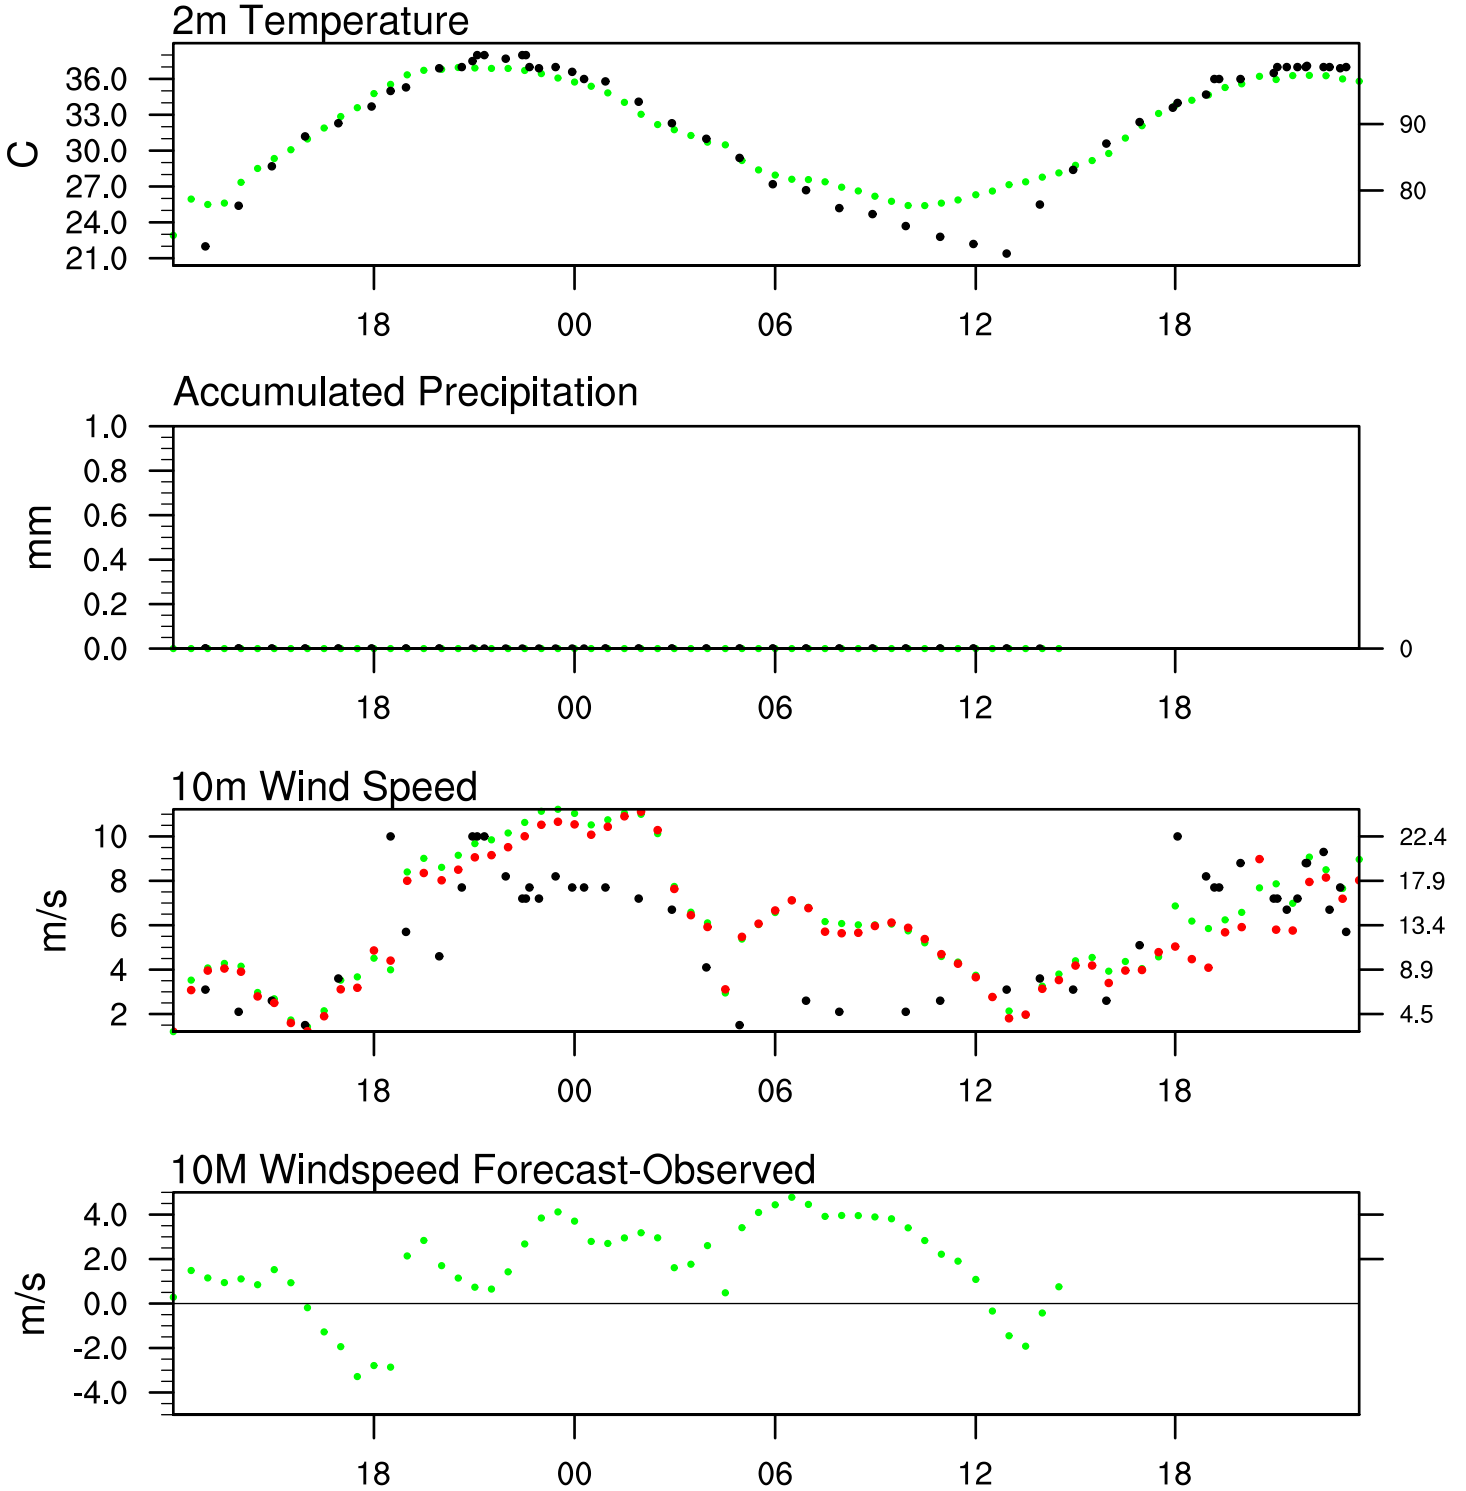 2m Temperature
36.0
33.0
30.0
27.0
24.0
21.0
C
90
80
18 00 06 12 18
Accumulated Precipitation
1.0
0.8
0.6
0.4
0.2
0.0
mm
0
18 00 06 12 18
10m Wind Speed
10
8
6
4
2
m/s
22.4
17.9
13.4
8.9
4.5
18 00 06 12 18
10M Windspeed Forecast-Observed
4.0
2.0
0.0
-2.0
-4.0
m/s
18 00 06 12 18